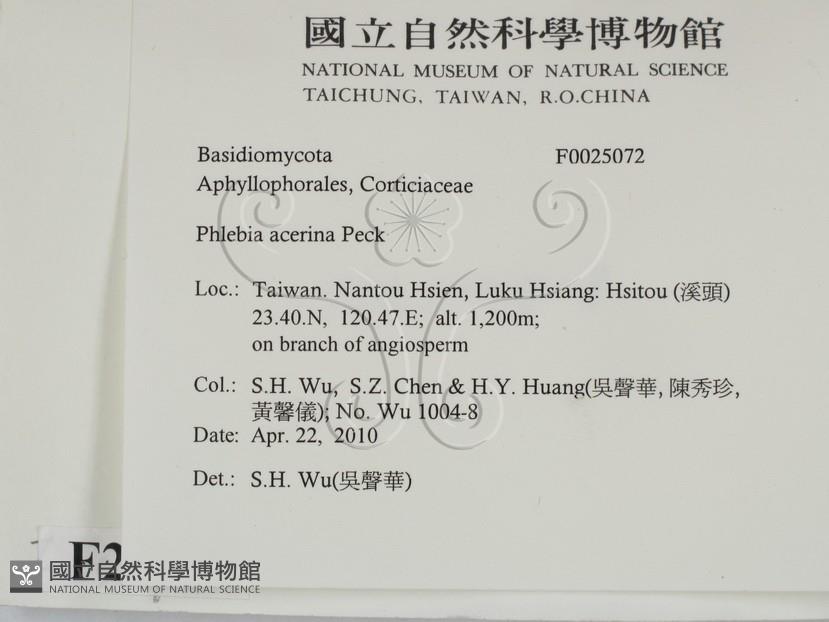 國立自然科學博物館
NATIONAL MUSEUM OF NATURAL SCIENCE
TAICHUNG, TAIWAN, R.O.CHINA
Basidiomycota F0025072
Aphyllophorales, Corticiaceae
Phlebia acerina Peck
Loc.: Taiwan. Nantou Hsien, Luku Hsiang: Hsitou (溪頭)
23.40.N, 120.47.E; alt. 1,200m;
on branch of angiosperm
Col.: S.H. Wu, S.Z. Chen & H.Y. Huang(吳聲華, 陳秀珍,
黃馨儀); No. Wu 1004-8
Date: Apr. 22, 2010
Det.: S.H. Wu(吳聲華)
國立自然科學博物館
NATIONAL MUSEUM OF NATURAL SCIENCE